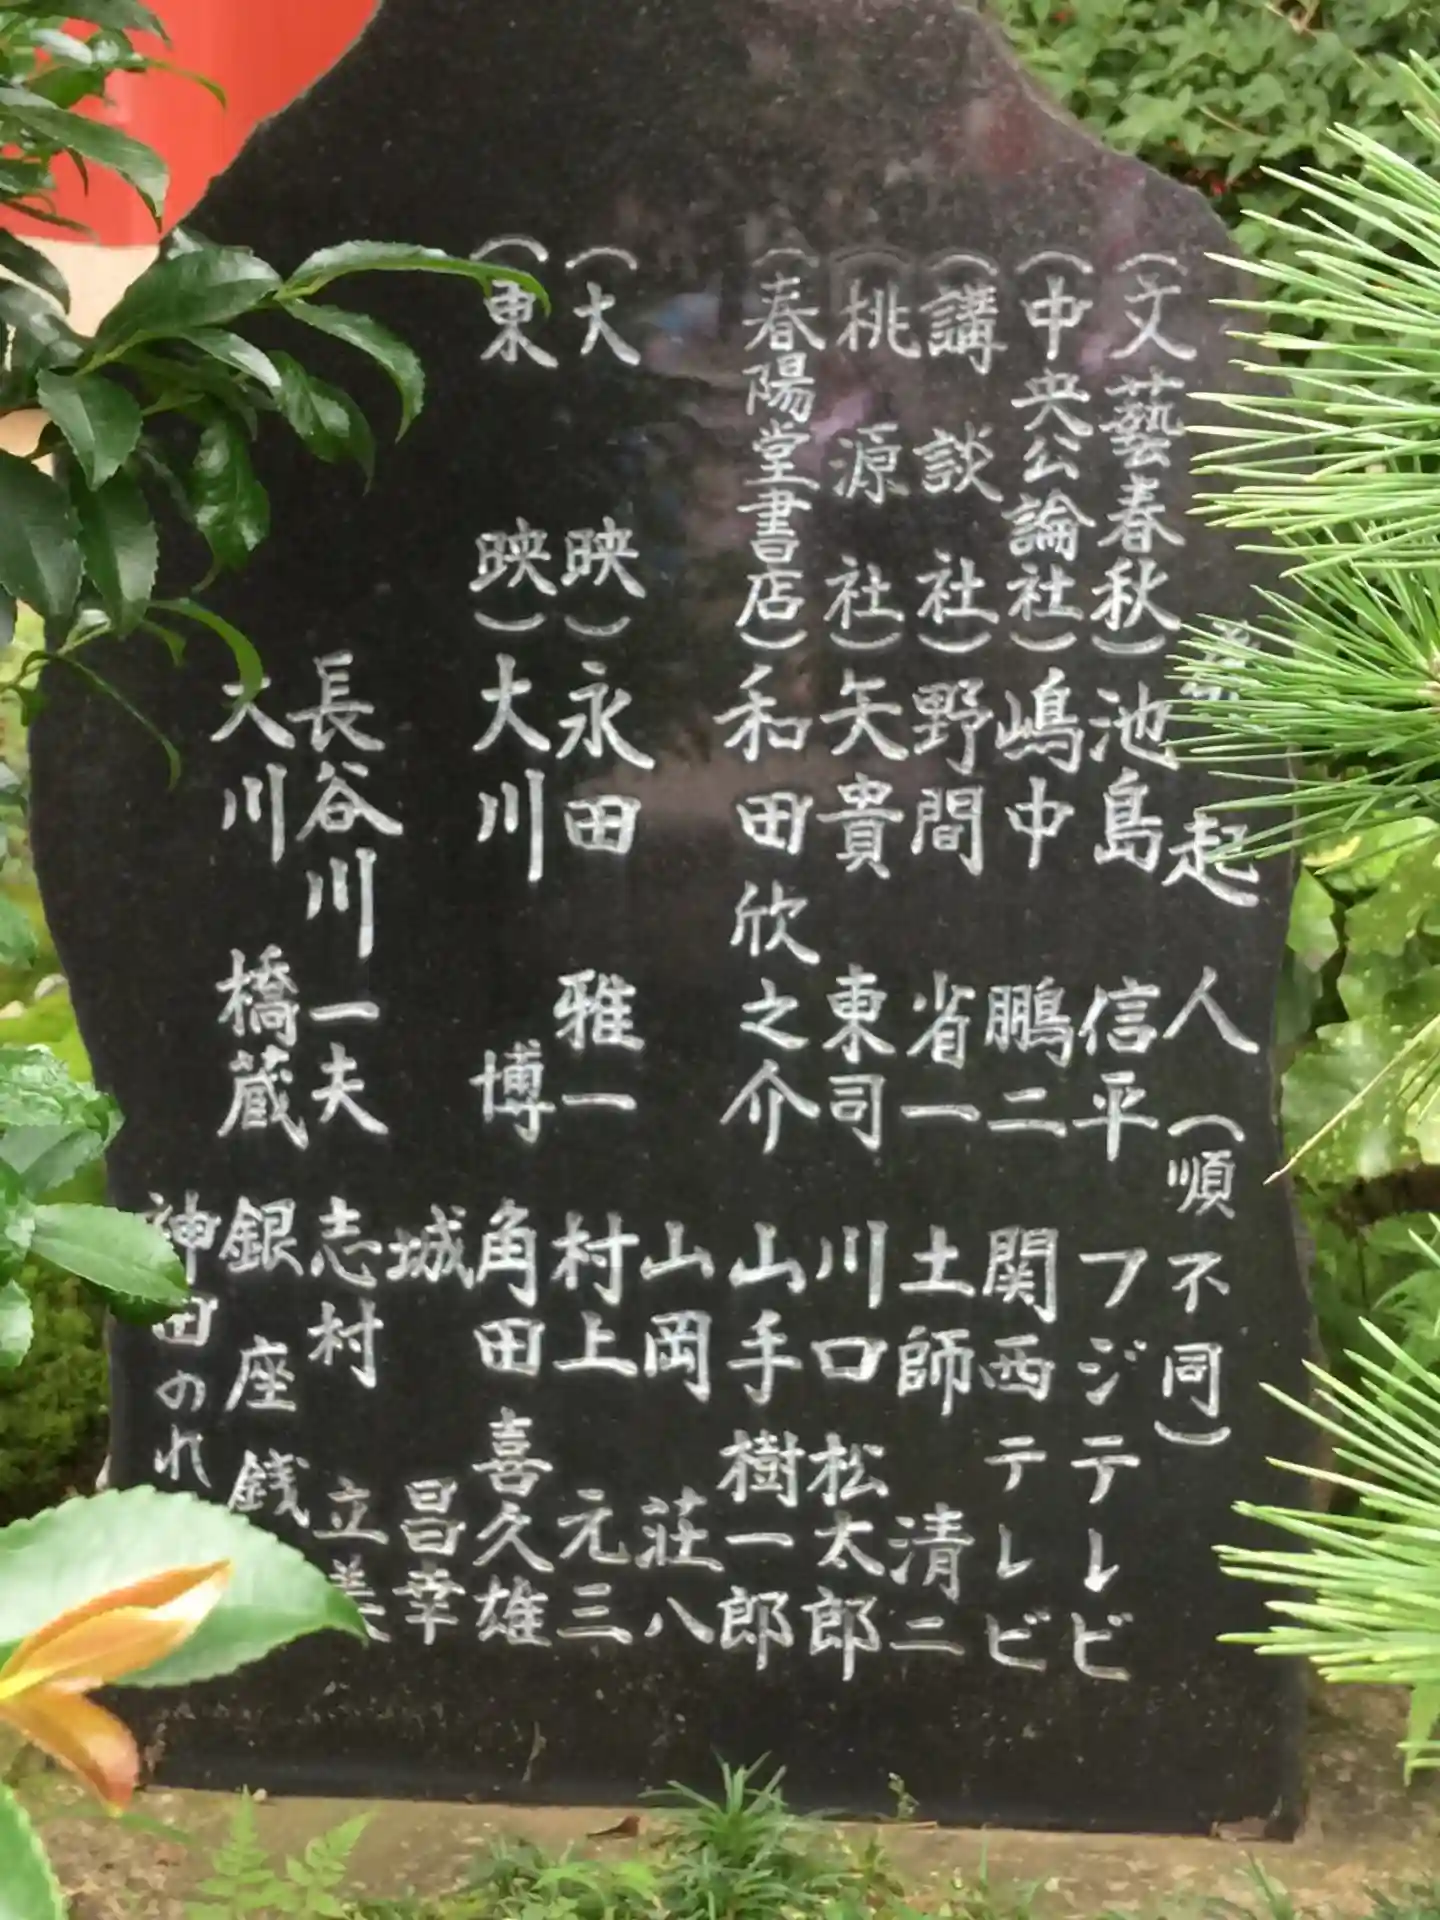 起人（順不同）
（文藝春秋）池島信平 フジテレビ
（中央公論社）嶋中鵬二 関西テレビ
（講談社）野間省一 土師清二
（桃源社）矢貴東司 川口松太郎
（春陽堂書店）和田欣之介 山手樹一郎
山岡荘八
（大映）永田雅一 村上元三
（東映）大川博 角田喜久雄
城昌幸
長谷川一夫 志村立美
大川橋蔵 銀座銭
神田のれ